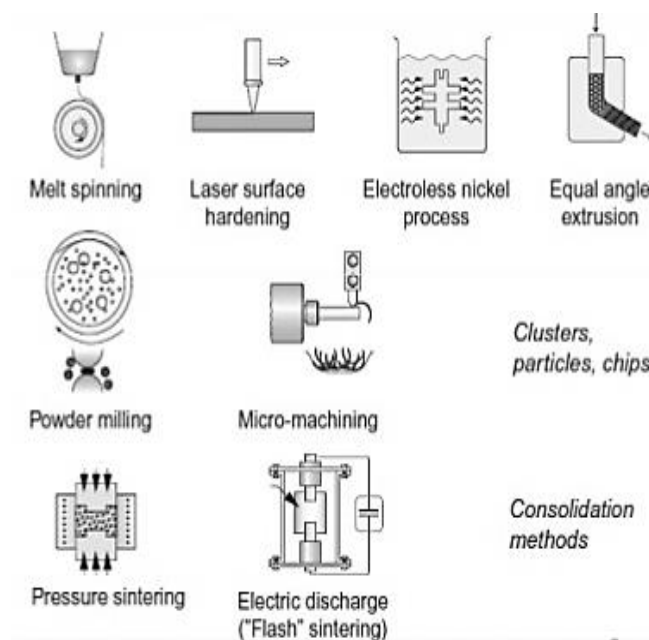 Melt spinning
Laser surface
hardening
Electroless nickel
process
Equal angle
extrusion
Powder milling
Micro-machining
Clusters,
particles, chips
Pressure sintering
Electric discharge
("Flash" sintering)
Consolidation
methods